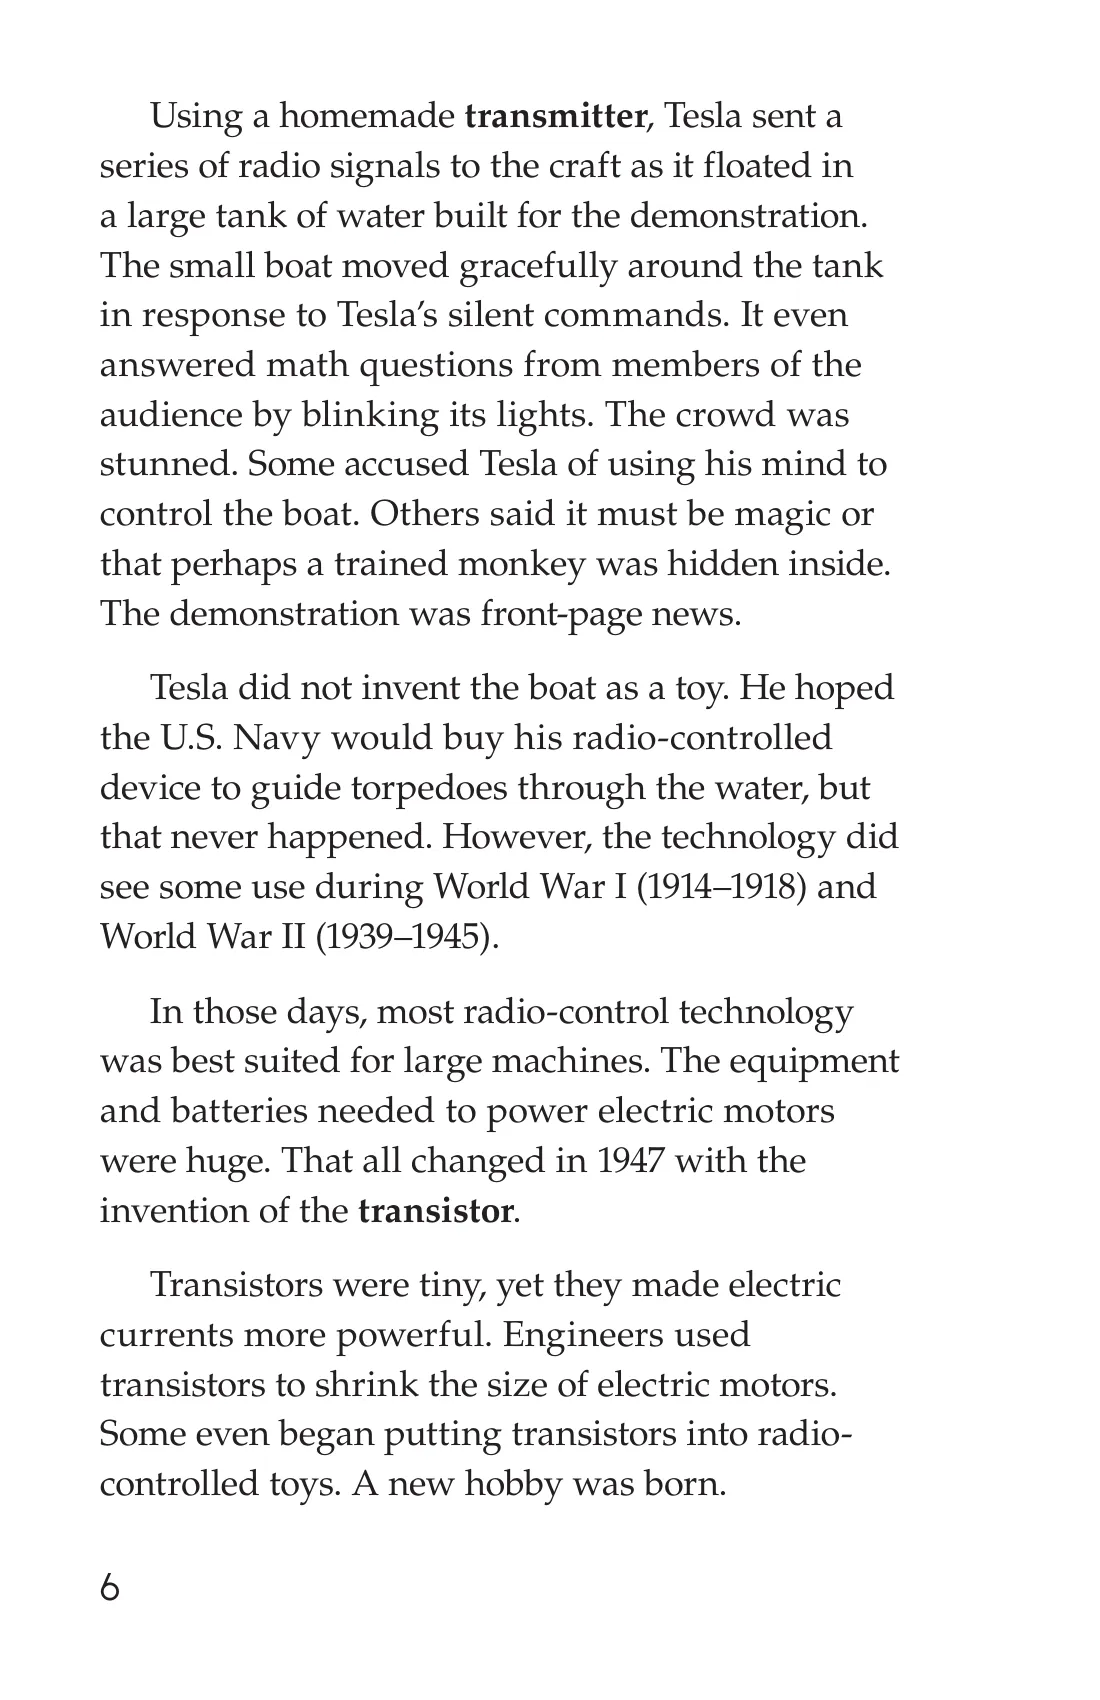 Using a homemade transmitter, Tesla sent a
series of radio signals to the craft as it floated in
a large tank of water built for the demonstration.
The small boat moved gracefully around the tank
in response to Tesla’s silent commands. It even
answered math questions from members of the
audience by blinking its lights. The crowd was
stunned. Some accused Tesla of using his mind to
control the boat. Others said it must be magic or
that perhaps a trained monkey was hidden inside.
The demonstration was front-page news.
Tesla did not invent the boat as a toy. He hoped
the U.S. Navy would buy his radio-controlled
device to guide torpedoes through the water, but
that never happened. However, the technology did
see some use during World War I (1914–1918) and
World War II (1939–1945).
In those days, most radio-control technology
was best suited for large machines. The equipment
and batteries needed to power electric motors
were huge. That all changed in 1947 with the
invention of the transistor.
Transistors were tiny, yet they made electric
currents more powerful. Engineers used
transistors to shrink the size of electric motors.
Some even began putting transistors into radio-
controlled toys. A new hobby was born.
6